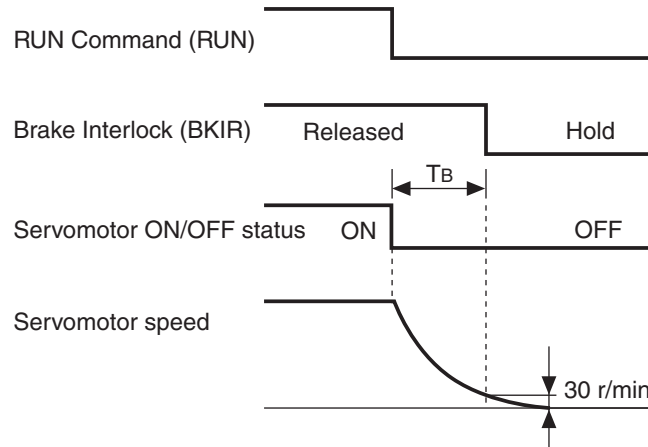 RUN Command (RUN)
Brake Interlock (BKIR)
Released
Hold
TB
Servomotor ON/OFF status
ON
OFF
Servomotor speed
30 r/min